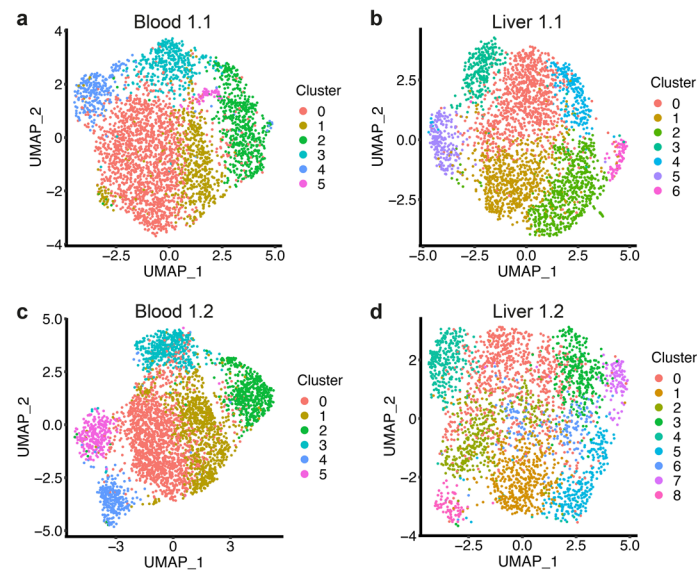 a Blood 1.1
4
2
0
−2
−4
UMAP_2
−2.5 0.0 2.5 5.0
UMAP_1
Cluster
0
1
2
3
4
5
b Liver 1.1
2.5
0.0
−2.5
UMAP_2
−5.0 −2.5 0.0 2.5 5.0
UMAP_1
Cluster
0
1
2
3
4
5
6
c Blood 1.2
5.0
2.5
0.0
−2.5
−5.0
UMAP_2
−3 0 3
UMAP_1
Cluster
0
1
2
3
4
5
d Liver 1.2
2
0
−2
−4
UMAP_2
−2.5 0.0 2.5 5.0
UMAP_1
Cluster
0
1
2
3
4
5
6
7
8